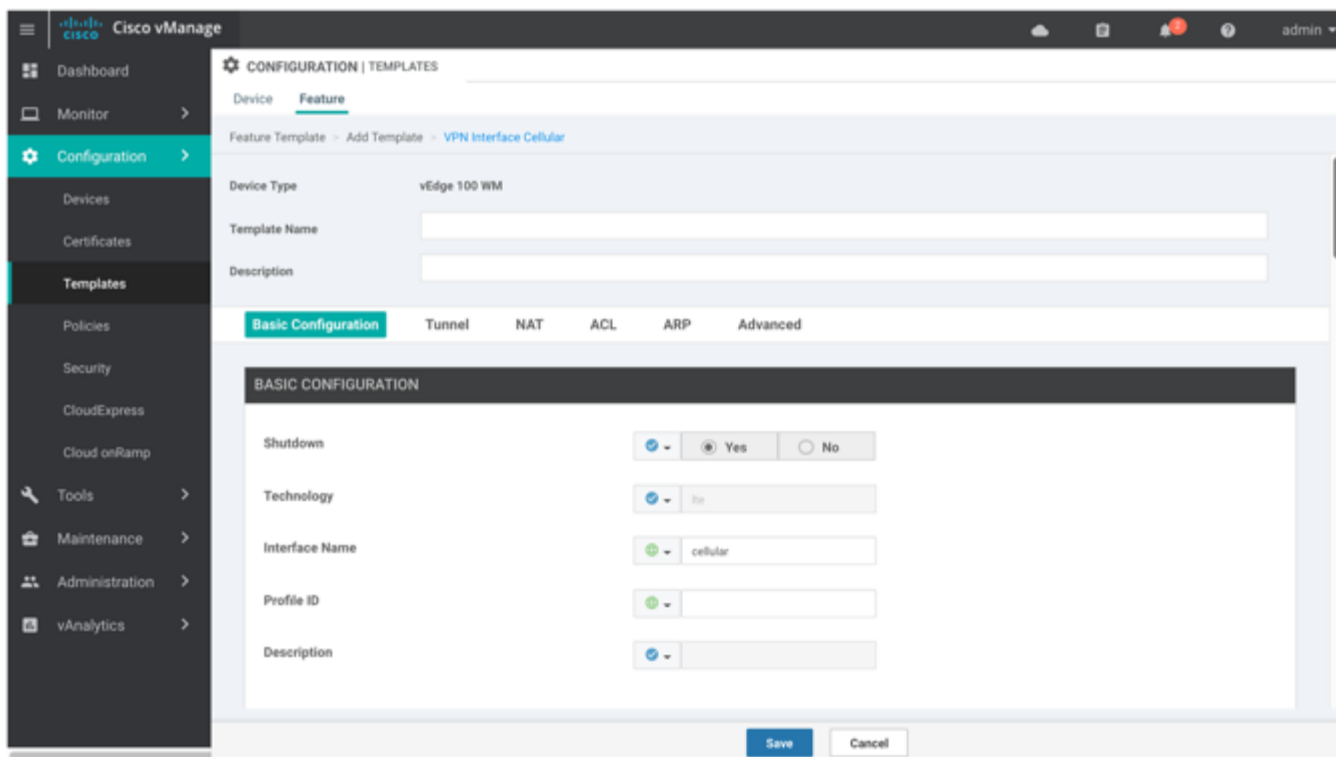 cisco Cisco vManage admin
Dashboard
Monitor
Configuration
Devices
Certificates
Templates
Policies
Security
CloudExpress
Cloud onRamp
Tools
Maintenance
Administration
vAnalytics
CONFIGURATION | TEMPLATES
Device Feature
Feature Template > Add Template > VPN Interface Cellular
Device Type vEdge 100 WM
Template Name
Description
Basic Configuration Tunnel NAT ACL ARP Advanced
BASIC CONFIGURATION
Shutdown Yes No
Technology lte
Interface Name cellular
Profile ID
Description
Save Cancel